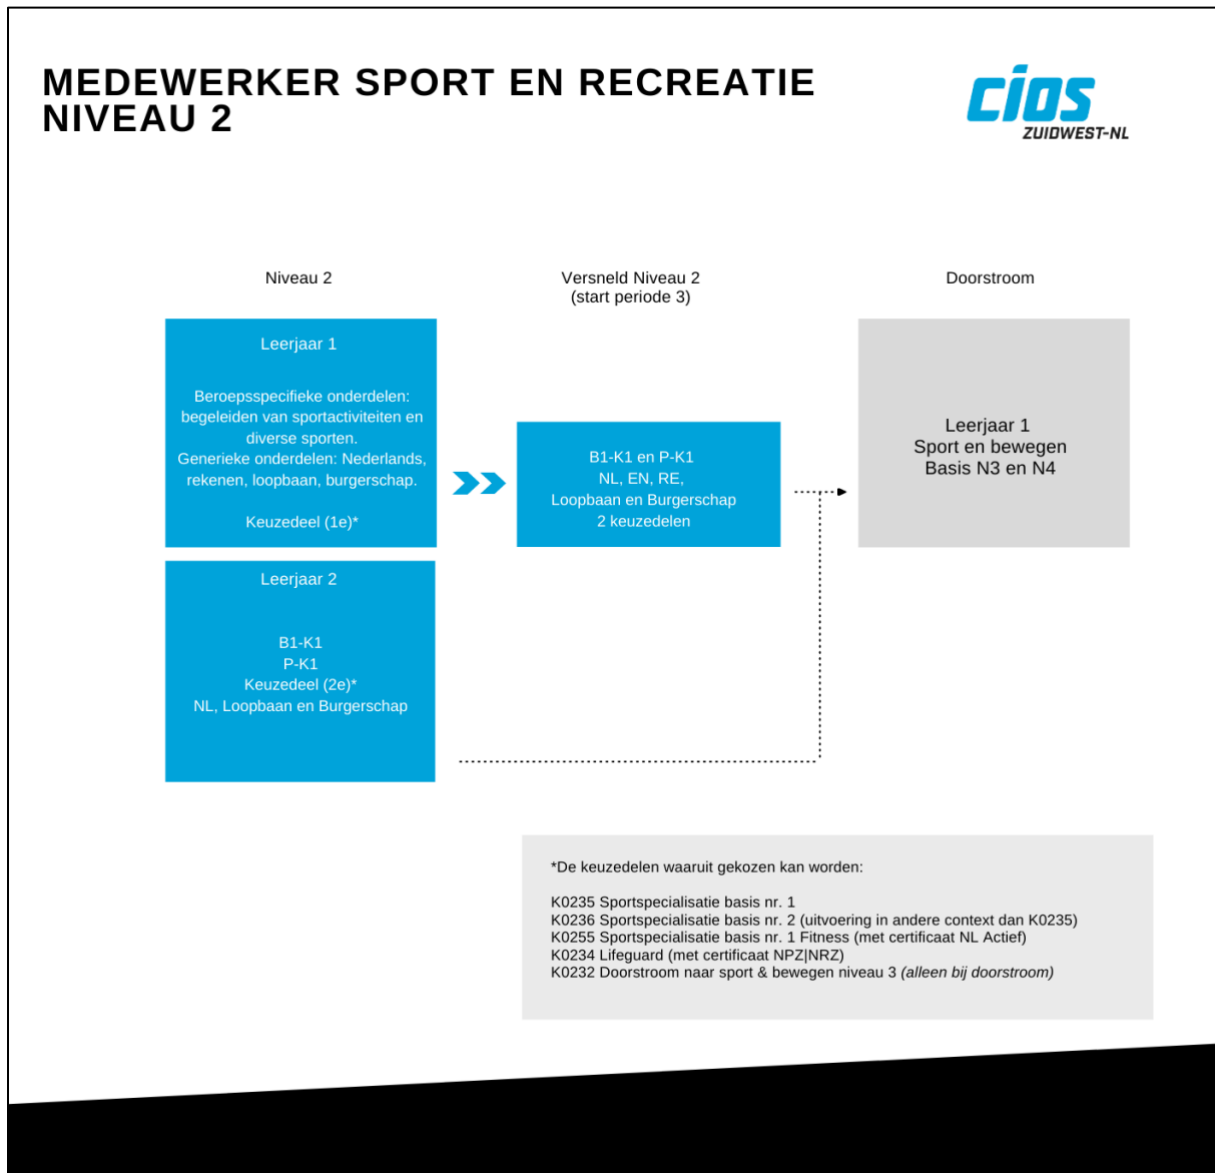 MEDEWERKER SPORT EN RECREATIE
NIVEAU 2
cios
ZUIDWEST-NL
Niveau 2
Versneld Niveau 2
(start periode 3)
Doorstroom
Leerjaar 1
Beroepsspecifieke onderdelen:
begeleiden van sportactiviteiten en
diverse sporten.
Generieke onderdelen: Nederlands,
rekenen, loopbaan, burgerschap.
Keuzedeel (1e)*
B1-K1 en P-K1
NL, EN, RE,
Loopbaan en Burgerschap
2 keuzedelen
Leerjaar 1
Sport en bewegen
Basis N3 en N4
Leerjaar 2
B1-K1
P-K1
Keuzedeel (2e)*
NL, Loopbaan en Burgerschap
*De keuzedelen waaruit gekozen kan worden:
K0235 Sportspecialisatie basis nr. 1
K0236 Sportspecialisatie basis nr. 2 (uitvoering in andere context dan K0235)
K0255 Sportspecialisatie basis nr. 1 Fitness (met certificaat NL Actief)
K0234 Lifeguard (met certificaat NPZ|NRZ)
K0232 Doorstroom naar sport & bewegen niveau 3 (alleen bij doorstroom)